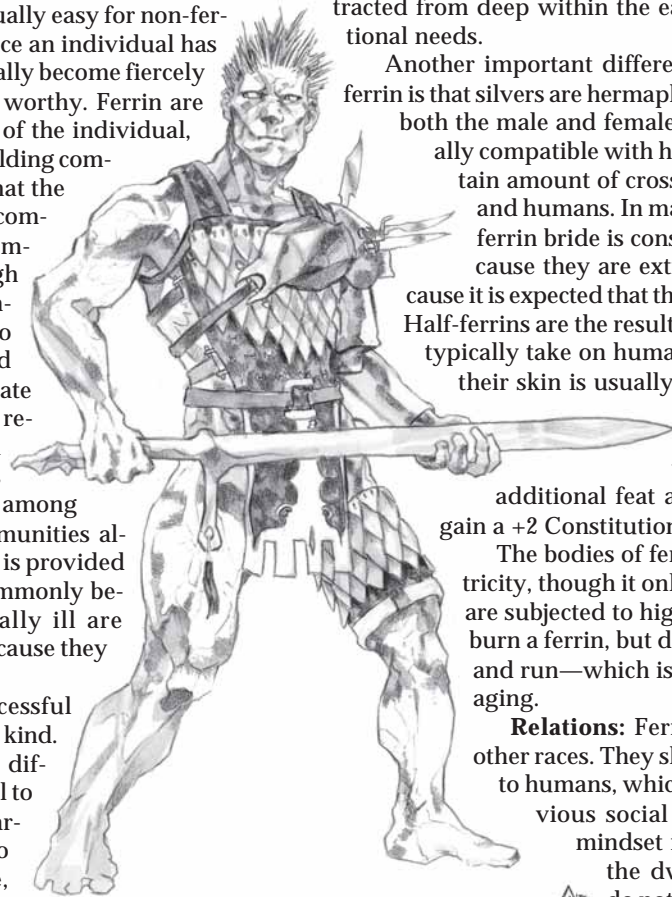 ually easy for non-fer-
ce an individual has
ally become fiercely
worthy. Ferrin are
of the individual,
lding com-
hat the
com-
m-
gh
n-
o
d
ate
re-
among
munities al-
is provided
mmonly be-
ally ill are
cause they
cessful
kind.
dif-
l to
ar-
o
e,
tracted from deep within the ea
tional needs.
Another important differe
ferrin is that silvers are hermaph
both the male and female
ally compatible with h
tain amount of cross
and humans. In ma
ferrin bride is cons
cause they are ext
cause it is expected that th
Half-ferrins are the result
typically take on huma
their skin is usually
additional feat a
gain a +2 Constitution
The bodies of fer
tricity, though it onl
are subjected to hig
burn a ferrin, but d
and run—which is
aging.
Relations: Ferr
other races. They sh
to humans, whic
vious social
mindset
the dw